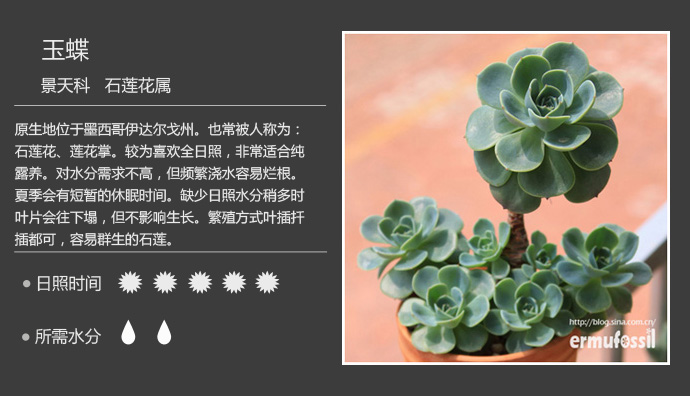 玉蝶
景天科 石莲花属
原生地位于墨西哥伊达尔戈州。也常被人称为：
石莲花、莲花掌。较为喜欢全日照，非常适合纯
露养。对水分需求不高，但频繁浇水容易烂根。
夏季会有短暂的休眠时间。缺少日照水分稍多时
叶片会往下塌，但不影响生长。繁殖方式叶插扦
插都可，容易群生的石莲。
日照时间
所需水分
http://blog.sina.com.cn/
ermufossil